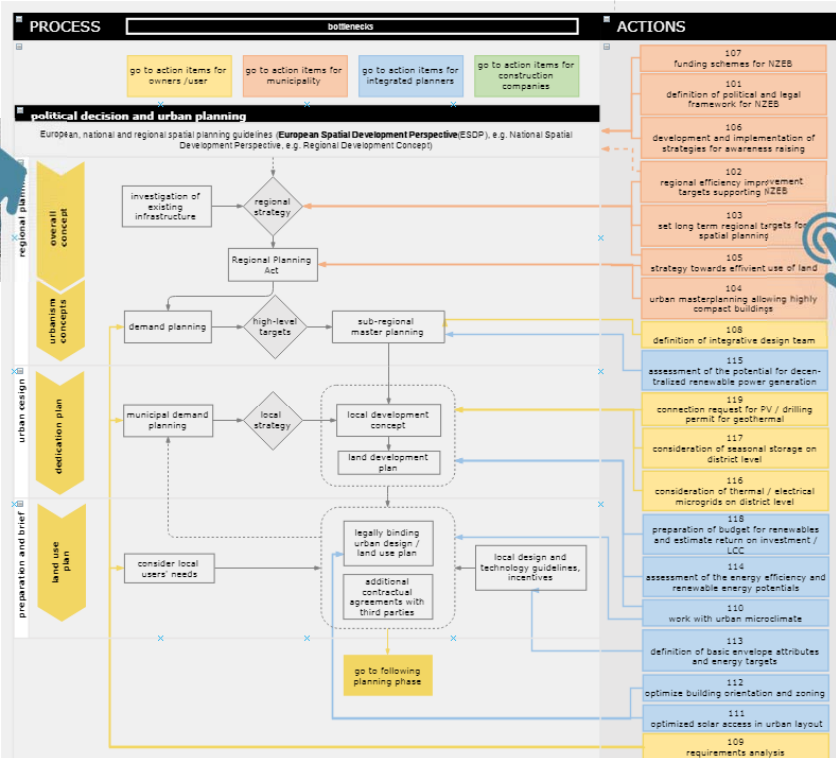 PROCESS
bottlenecks
ACTIONS
go to action items for
owners /user
go to action items for
municipality
go to action items for
integrated planners
go to action items for
construction
companies
political decision and urban planning
European, national and regional spatial planning guidelines (European Spatial Development Perspective(ESDP), e.g. National Spatial
Development Perspective, e.g. Regional Development Concept)
overall
concept
investigation of
existing
infrastructure
regional
strategy
Regional Planning
Act
urbanism
concepts
demand planning
high-level
targets
sub-regional
master planning
dedication plan
municipal demand
planning
local
strategy
local development
concept
land development
plan
preparation and brief
land use
plan
legally binding
urban design /
land use plan
consider local
users' needs
additional
contractual
agreements with
third parties
local design and
technology guidelines,
incentives
go to following
planning phase
107
funding schemes for NZEB
101
definition of political and legal
framework for NZEB
106
development and implementation of
strategies for awareness raising
102
regional efficiency improvement
targets supporting NZEB
103
set long term regional targets for
spatial planning
105
strategy towards effivient use of land
104
urban masterplanning allowing highly
compact buildings
108
definition of integrative design team
115
assessment of the potential for decen-
tralized renewable power generation
119
connection request for PV / drilling
permit for geothermal
117
consideration of seasonal storage on
district level
116
consideration of thermal / electrical
microgrids on district level
118
preparation of budget for renewables
and estimate return on investment /
LCC
114
assessment of the energy efficiency and
renewable energy potentials
110
work with urban microclimate
113
definition of basic envelope attributes
and energy targets
112
optimize building orientation and zoning
111
optimized solar access in urban layout
109
requirements analysis